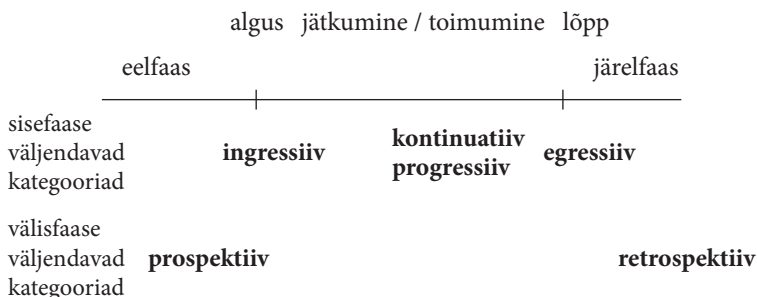 algus jätkumine / toimumine lõpp
eelfaas järelfaas
sisefaase
väljendavad ingressiiv kontinuatiiv progressiiv egressiiv
kategooriad
välisfaase
väljendavad prospektiiv retrospektiiv
kategooriad